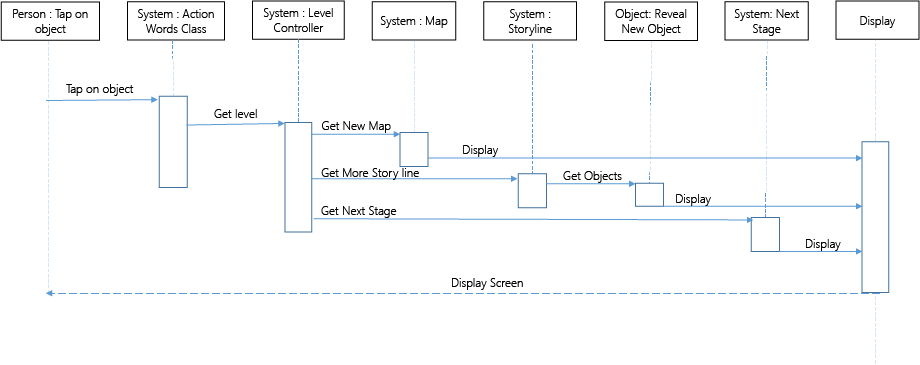 Person : Tap on
object
System : Action
Words Class
System : Level
Controller
System : Map
System :
Storyline
Object: Reveal
New Object
System: Next
Stage
Display
Tap on object
Get level
Get New Map
Display
Get More Story line
Get Objects
Display
Get Next Stage
Display
Display Screen